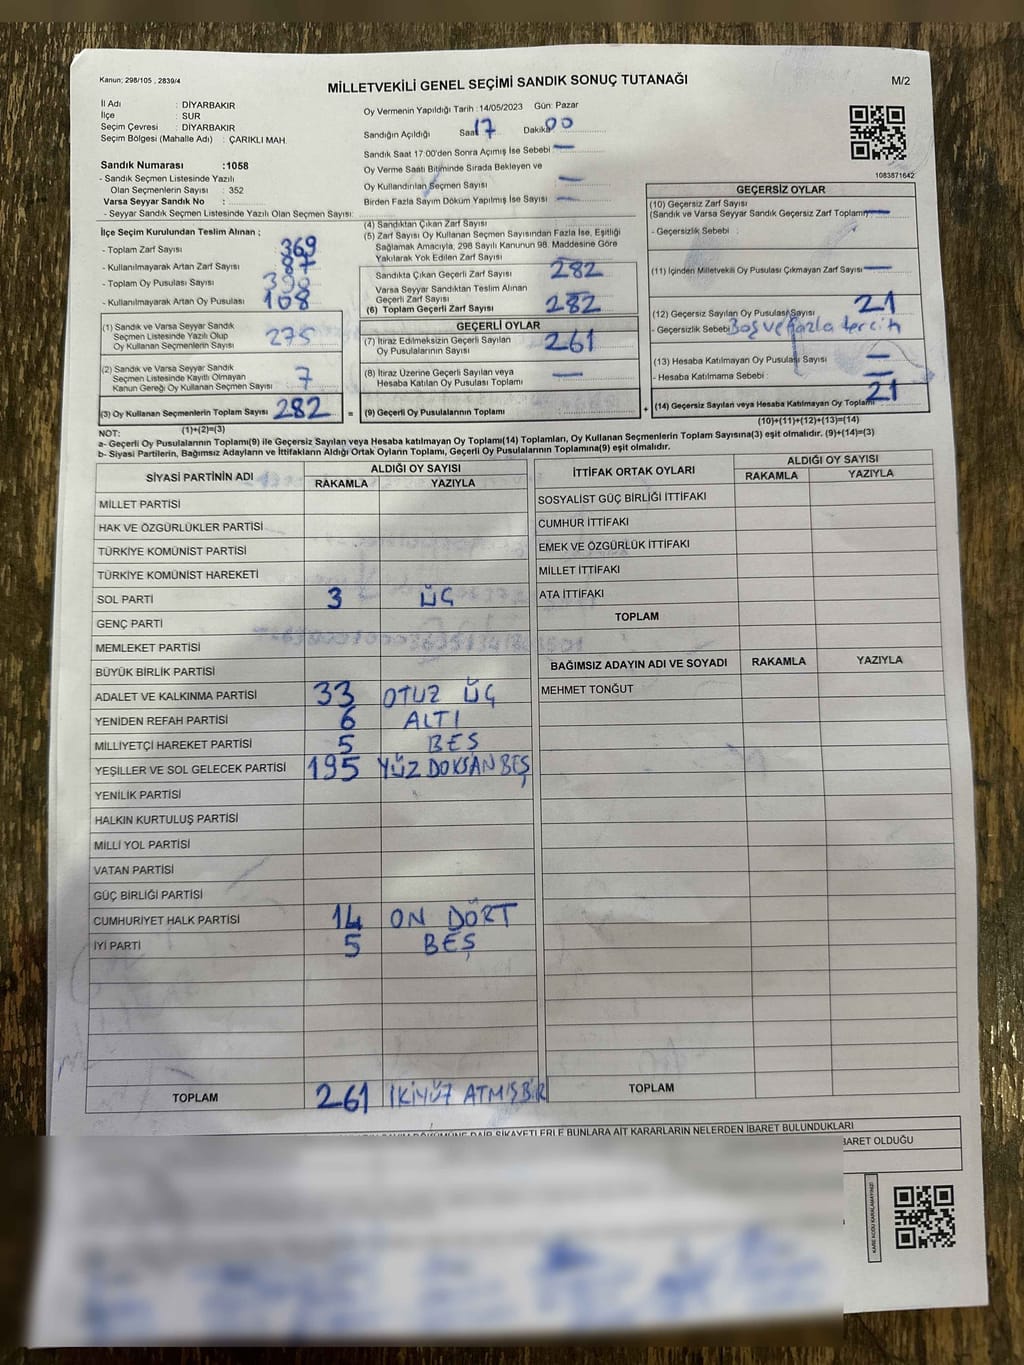 Kanun; 298/105 , 2839/4
MİLLETVEKİLİ GENEL SEÇİMİ SANDIK SONUÇ TUTANAĞI
M/2
İl Adı : DİYARBAKIR
İlçe : SUR
Seçim Çevresi : DİYARBAKIR
Seçim Bölgesi (Mahalle Adı) : ÇARIKLI MAH.
Sandık Numarası :1058
- Sandık Seçmen Listesinde Yazılı
Olan Seçmenlerin Sayısı : 352
Varsa Seyyar Sandık No :
- Seyyar Sandık Seçmen Listesinde Yazılı Olan Seçmen Sayısı:
Oy Vermenin Yapıldığı Tarih :14/05/2023 Gün: Pazar
Sandığın Açıldığı Saat 17 Dakika 00
Sandık Saat 17:00'den Sonra Açımış İse Sebebi —
Oy Verme Saati Bitiminde Sırada Bekleyen ve
Oy Kullandırılan Seçmen Sayısı —
Birden Fazla Sayım Döküm Yapılmış İse Sayısı —
1083871642
İlçe Seçim Kurulundan Teslim Alınan ;
- Toplam Zarf Sayısı 369
- Kullanılmayarak Artan Zarf Sayısı 87
- Toplam Oy Pusulası Sayısı
- Kullanılmayarak Artan Oy Pusulası 108
(1) Sandık ve Varsa Seyyar Sandık
Seçmen Listesinde Yazılı Olup
Oy Kullanan Seçmenlerin Sayısı 275
(2) Sandık ve Varsa Seyyar Sandık
Seçmen Listesinde Kayıtlı Olmayan
Kanun Gereği Oy Kullanan Seçmen Sayısı 7
(3) Oy Kullanan Seçmenlerin Toplam Sayısı 282
(1)+(2)=(3)
(4) Sandıktan Çıkan Zarf Sayısı
(5) Zarf Sayısı Oy Kullanan Seçmen Sayısından Fazla İse, Eşitliği
Sağlamak Amacıyla, 298 Sayılı Kanunun 98. Maddesine Göre
Yakılarak Yok Edilen Zarf Sayısı
Sandıkta Çıkan Geçerli Zarf Sayısı 282
Varsa Seyyar Sandıktan Teslim Alınan
Geçerli Zarf Sayısı
(6) Toplam Geçerli Zarf Sayısı 282
GEÇERLİ OYLAR
(7) İtiraz Edilmeksizin Geçerli Sayılan
Oy Pusulalarının Sayısı 261
(8) İtiraz Üzerine Geçerli Sayılan veya
Hesaba Katılan Oy Pusulası Toplamı —
= (9) Geçerli Oy Pusulalarının Toplamı +
GEÇERSİZ OYLAR
(10) Geçersiz Zarf Sayısı
(Sandık ve Varsa Seyyar Sandık Geçersiz Zarf Toplamı) —
- Geçersizlik Sebebi :
(11) İçinden Milletvekili Oy Pusulası Çıkmayan Zarf Sayısı —
(12) Geçersiz Sayılan Oy Pusulası Sayısı 21
- Geçersizlik Sebebi Boş ve fazla tercih
(13) Hesaba Katılmayan Oy Pusulası Sayısı —
- Hesaba Katılmama Sebebi :
(14) Geçersiz Sayılan veya Hesaba Katılmayan Oy Toplamı 21
(10)+(11)+(12)+(13)=(14)
NOT:
a- Geçerli Oy Pusulalarının Toplamı(9) ile Geçersiz Sayılan veya Hesaba katılmayan Oy Toplamı(14) Toplamları, Oy Kullanan Seçmenlerin Toplam Sayısına(3) eşit olmalıdır. (9)+(14)=(3)
b- Siyasi Partilerin, Bağımsız Adayların ve İttifakların Aldığı Ortak Oyların Toplamı, Geçerli Oy Pusulalarının Toplamına(9) eşit olmalıdır.
SİYASİ PARTİNİN ADI ALDIĞI OY SAYISI
RAKAMLA YAZIYLA
MİLLET PARTİSİ
HAK VE ÖZGÜRLÜKLER PARTİSİ
TÜRKİYE KOMÜNİST PARTİSİ
TÜRKİYE KOMÜNİST HAREKETİ
SOL PARTİ 3 ÜÇ
GENÇ PARTİ
MEMLEKET PARTİSİ
BÜYÜK BİRLİK PARTİSİ
ADALET VE KALKINMA PARTİSİ 33 OTUZ ÜÇ
YENİDEN REFAH PARTİSİ 6 ALTI
MİLLİYETÇİ HAREKET PARTİSİ 5 BEŞ
YEŞİLLER VE SOL GELECEK PARTİSİ 195 YÜZ DOKSAN BEŞ
YENİLİK PARTİSİ
HALKIN KURTULUŞ PARTİSİ
MİLLİ YOL PARTİSİ
VATAN PARTİSİ
GÜÇ BİRLİĞİ PARTİSİ
CUMHURİYET HALK PARTİSİ 14 ON DÖRT
İYİ PARTİ 5 BEŞ
TOPLAM 261 İKİYÜZ ATMIŞ BİR
İTTİFAK ORTAK OYLARI ALDIĞI OY SAYISI
RAKAMLA YAZIYLA
SOSYALİST GÜÇ BİRLİĞİ İTTİFAKI
CUMHUR İTTİFAKI
EMEK VE ÖZGÜRLÜK İTTİFAKI
MİLLET İTTİFAKI
ATA İTTİFAKI
TOPLAM
BAĞIMSIZ ADAYIN ADI VE SOYADI RAKAMLA YAZIYLA
MEHMET TONĞUT
TOPLAM
DAİR ŞİKAYETLERLE BUNLARA AİT KARARLARIN NELERDEN İBARET BULUNDUKLARI
İBARET OLDUĞU
KARE KODU KARALAMAYINIZ!